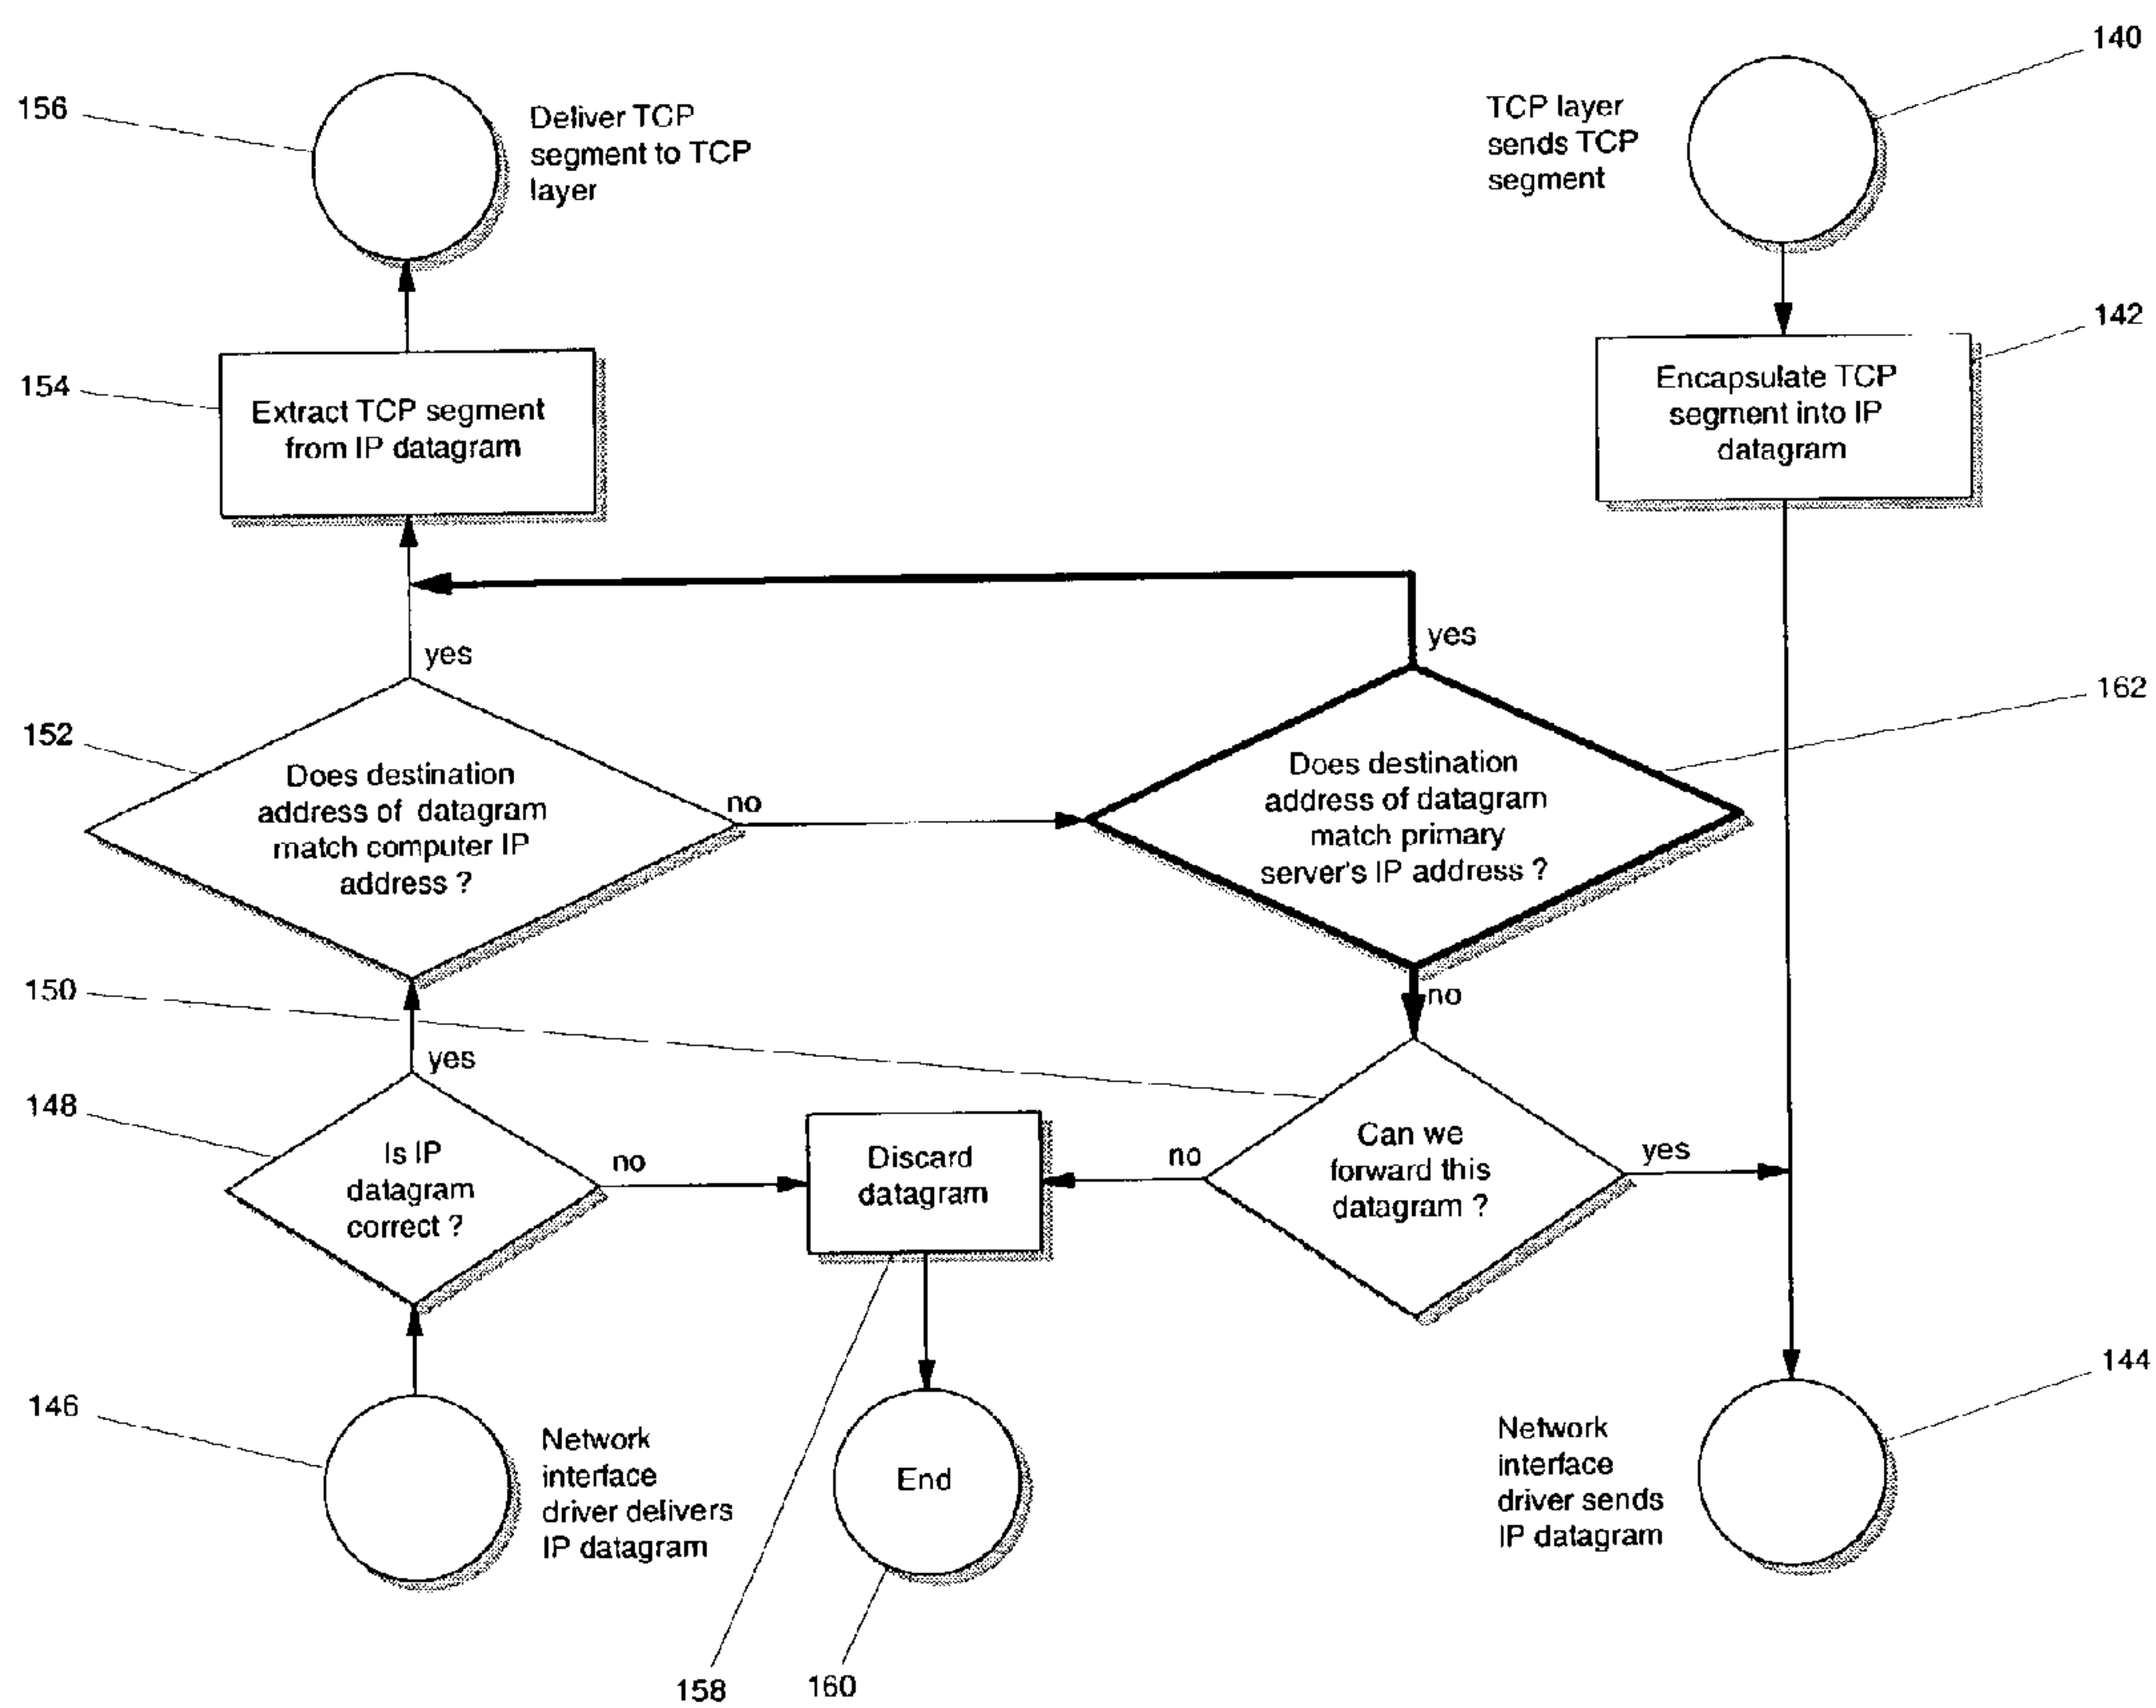 140
156
Deliver TCP
segment to TCP
layer
TCP layer
sends TCP
segment
142
154
Extract TCP segment
from IP datagram
Encapsulate TCP
segment into IP
datagram
yes
yes
152
162
Does destination
address of datagram
match computer IP
address ?
no
Does destination
address of datagram
match primary
server's IP address ?
150
no
yes
148
Is IP
datagram
correct ?
no
Discard
datagram
no
Can we
forward this
datagram ?
yes
146
Network
interface
driver delivers
IP datagram
End
Network
interface
driver sends
IP datagram
144
158
160